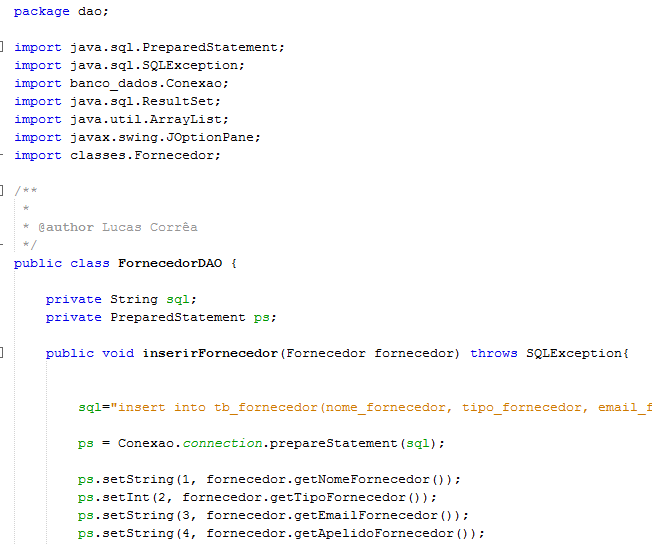 package dao;
import java.sql.PreparedStatement;
import java.sql.SQLException;
import banco_dados.Conexao;
import java.sql.ResultSet;
import java.util.ArrayList;
import javax.swing.JOptionPane;
import classes.Fornecedor;
/**
*
* @author Lucas Corrêa
*/
public class FornecedorDAO {
private String sql;
private PreparedStatement ps;
public void inserirFornecedor(Fornecedor fornecedor) throws SQLException{
sql="insert into tb_fornecedor(nome_fornecedor, tipo_fornecedor, email_f
ps = Conexao.connection.prepareStatement(sql);
ps.setString(1, fornecedor.getNomeFornecedor());
ps.setInt(2, fornecedor.getTipoFornecedor());
ps.setString(3, fornecedor.getEmailFornecedor());
ps.setString(4, fornecedor.getApelidoFornecedor());